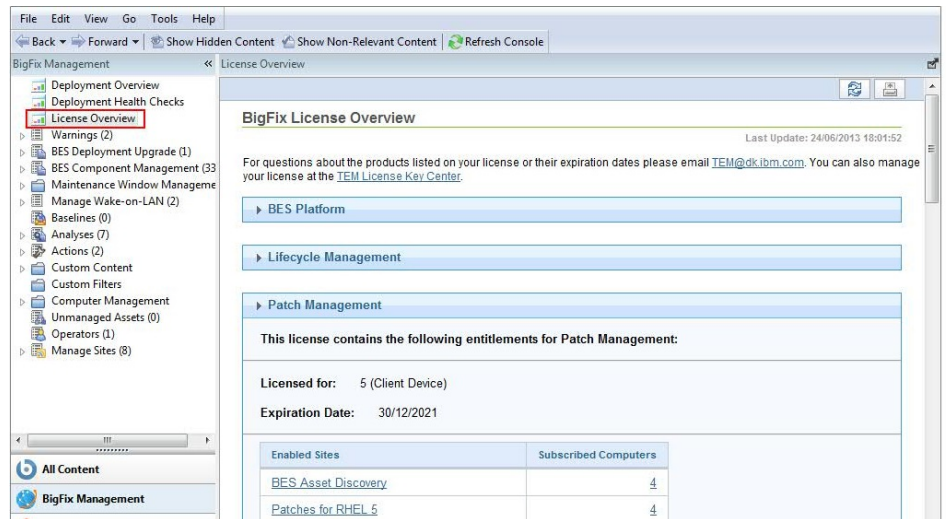 File Edit View Go Tools Help
Back Forward Show Hidden Content Show Non-Relevant Content Refresh Console
BigFix Management « License Overview
Deployment Overview
Deployment Health Checks
License Overview
Warnings (2)
BES Deployment Upgrade (1)
BES Component Management (33
Maintenance Window Manageme
Manage Wake-on-LAN (2)
Baselines (0)
Analyses (7)
Actions (2)
Custom Content
Custom Filters
Computer Management
Unmanaged Assets (0)
Operators (1)
Manage Sites (8)
All Content
BigFix Management
BigFix License Overview
Last Update: 24/06/2013 18:01:52
For questions about the products listed on your license or their expiration dates please email TEM@dk.ibm.com. You can also manage
your license at the TEM License Key Center.
BES Platform
Lifecycle Management
Patch Management
This license contains the following entitlements for Patch Management:
Licensed for: 5 (Client Device)
Expiration Date: 30/12/2021
Enabled Sites Subscribed Computers
BES Asset Discovery 4
Patches for RHEL 5 4